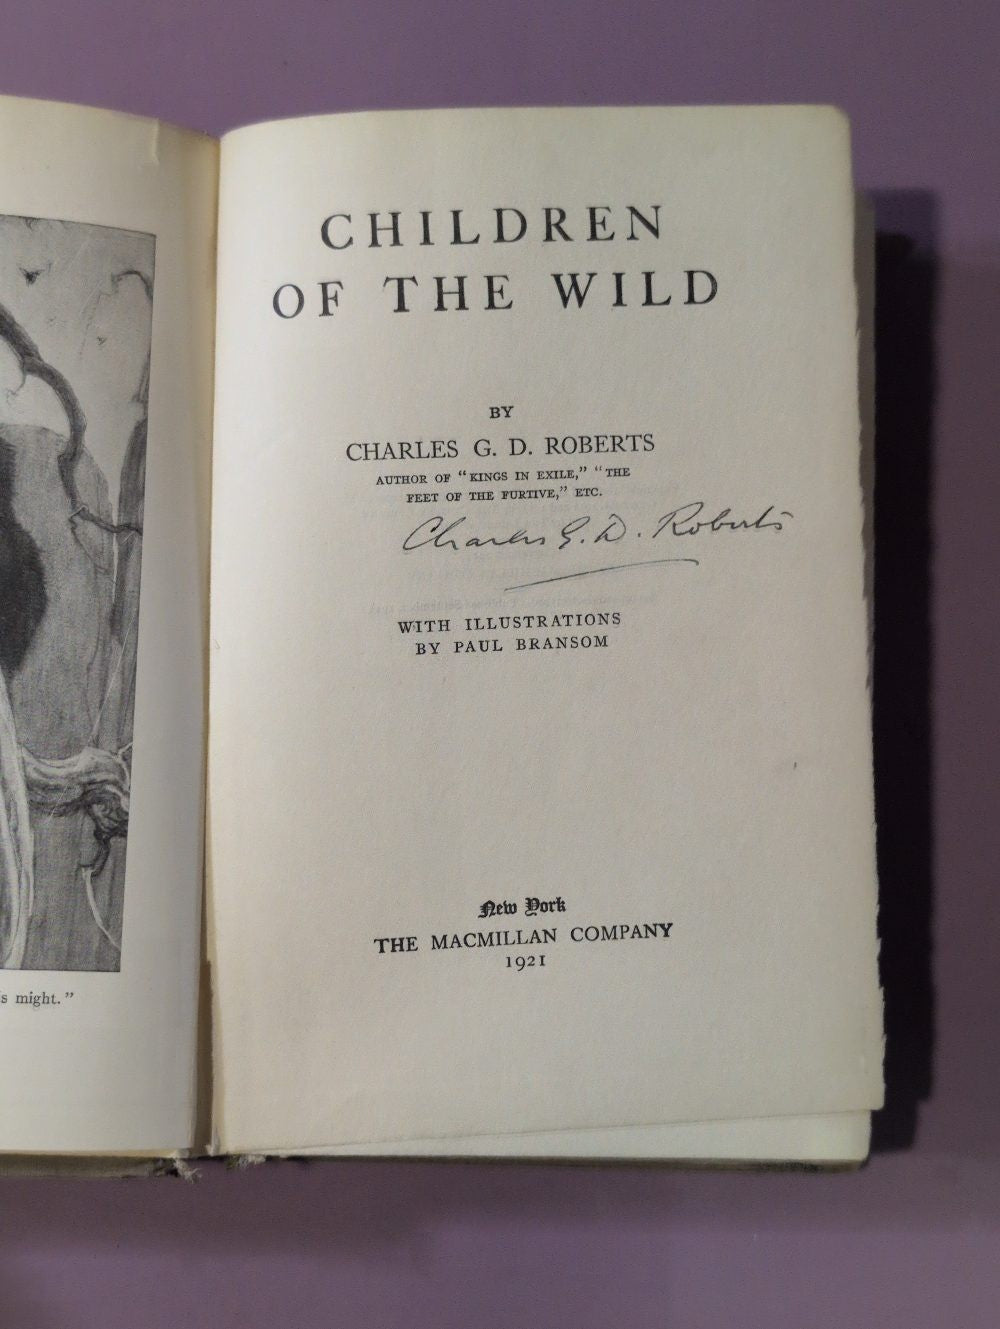 CHILDREN
OF THE WILD
BY
CHARLES G. D. ROBERTS
AUTHOR OF "KINGS IN EXILE," "THE
FEET OF THE FURTIVE," ETC.
Charles G. D. Roberts
WITH ILLUSTRATIONS
BY PAUL BRANSOM
New York
THE MACMILLAN COMPANY
1921
s might."